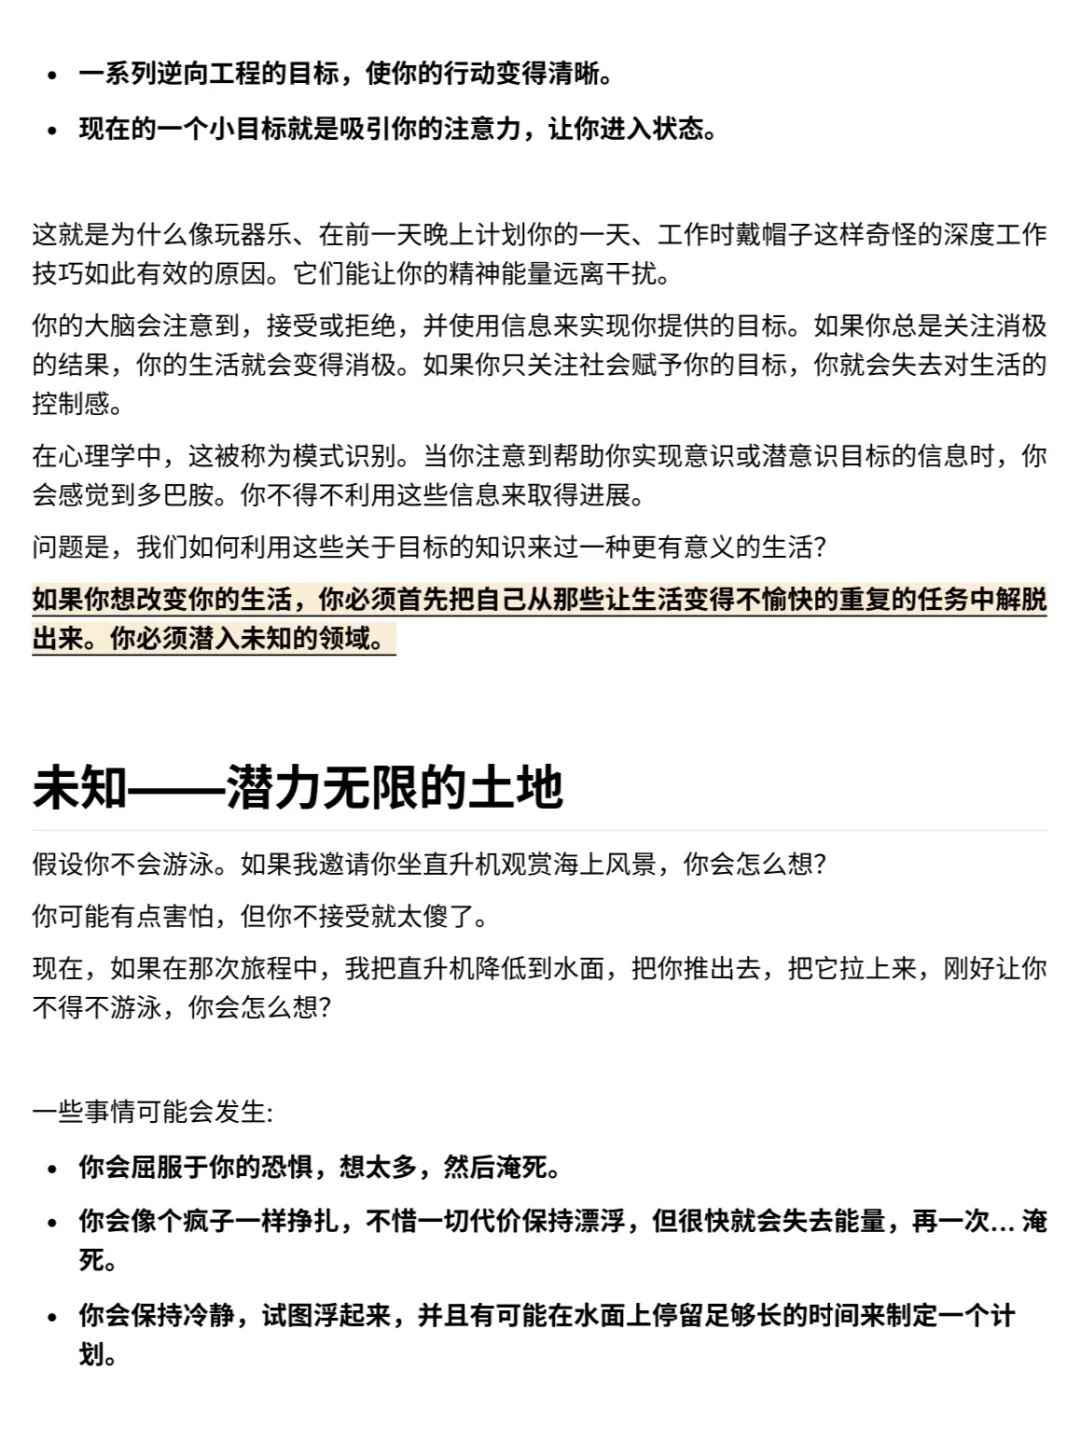 • 一系列逆向工程的目标，使你的行动变得清晰。
• 现在的一个小目标就是吸引你的注意力，让你进入状态。
这就是为什么像玩器乐、在前一天晚上计划你的一天、工作时戴帽子这样奇怪的深度工作
技巧如此有效的原因。它们能让你的精神能量远离干扰。
你的大脑会注意到，接受或拒绝，并使用信息来实现你提供的目标。如果你总是关注消极
的结果，你的生活就会变得消极。如果你只关注社会赋予你的目标，你就会失去对生活的
控制感。
在心理学中，这被称为模式识别。当你注意到帮助你实现意识或潜意识目标的信息时，你
会感觉到多巴胺。你不得不利用这些信息来取得进展。
问题是，我们如何利用这些关于目标的知识来过一种更有意义的生活？
如果你想改变你的生活，你必须首先把自己从那些让生活变得不愉快的重复的任务中解脱
出来。你必须潜入未知的领域。
未知——潜力无限的土地
假设你不会游泳。如果我邀请你坐直升机观赏海上风景，你会怎么想？
你可能有点害怕，但你不接受就太傻了。
现在，如果在那次旅程中，我把直升机降低到水面，把你推出去，把它拉上来，刚好让你
不得不游泳，你会怎么想？
一些事情可能会发生:
• 你会屈服于你的恐惧，想太多，然后淹死。
• 你会像个疯子一样挣扎，不惜一切代价保持漂浮，但很快就会失去能量，再一次... 淹
死。
• 你会保持冷静，试图浮起来，并且有可能在水面上停留足够长的时间来制定一个计
划。